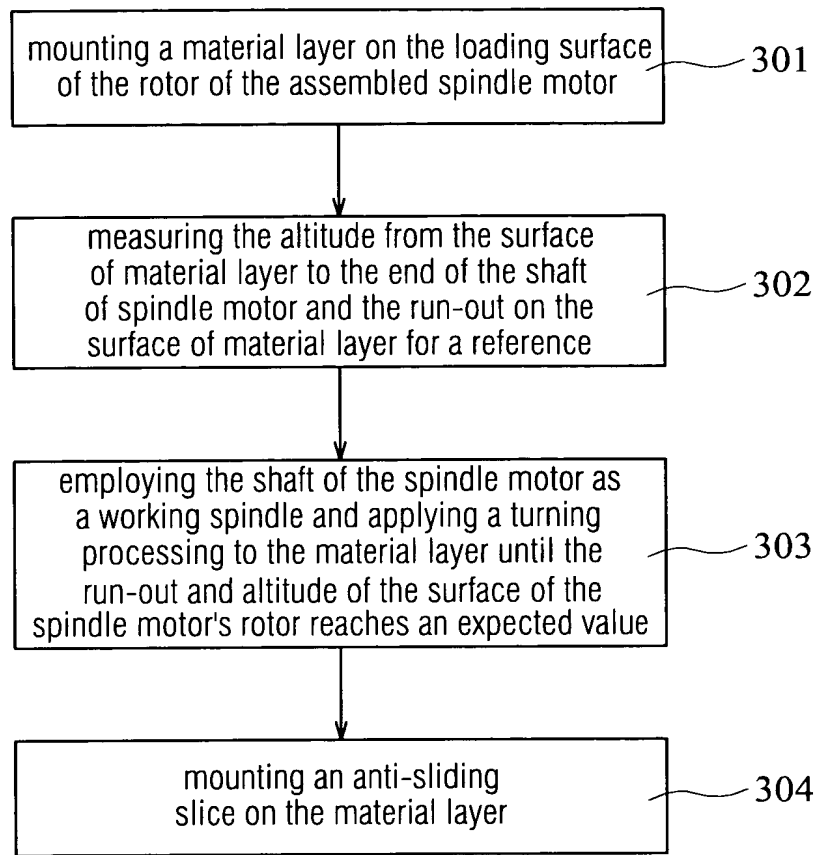 mounting a material layer on the loading surface
of the rotor of the assembled spindle motor
301
measuring the altitude from the surface
of material layer to the end of the shaft
of spindle motor and the run-out on the
surface of material layer for a reference
302
employing the shaft of the spindle motor as
a working spindle and applying a turning
processing to the material layer until the
run-out and altitude of the surface of the
spindle motor's rotor reaches an expected value
303
mounting an anti-sliding
slice on the material layer
304